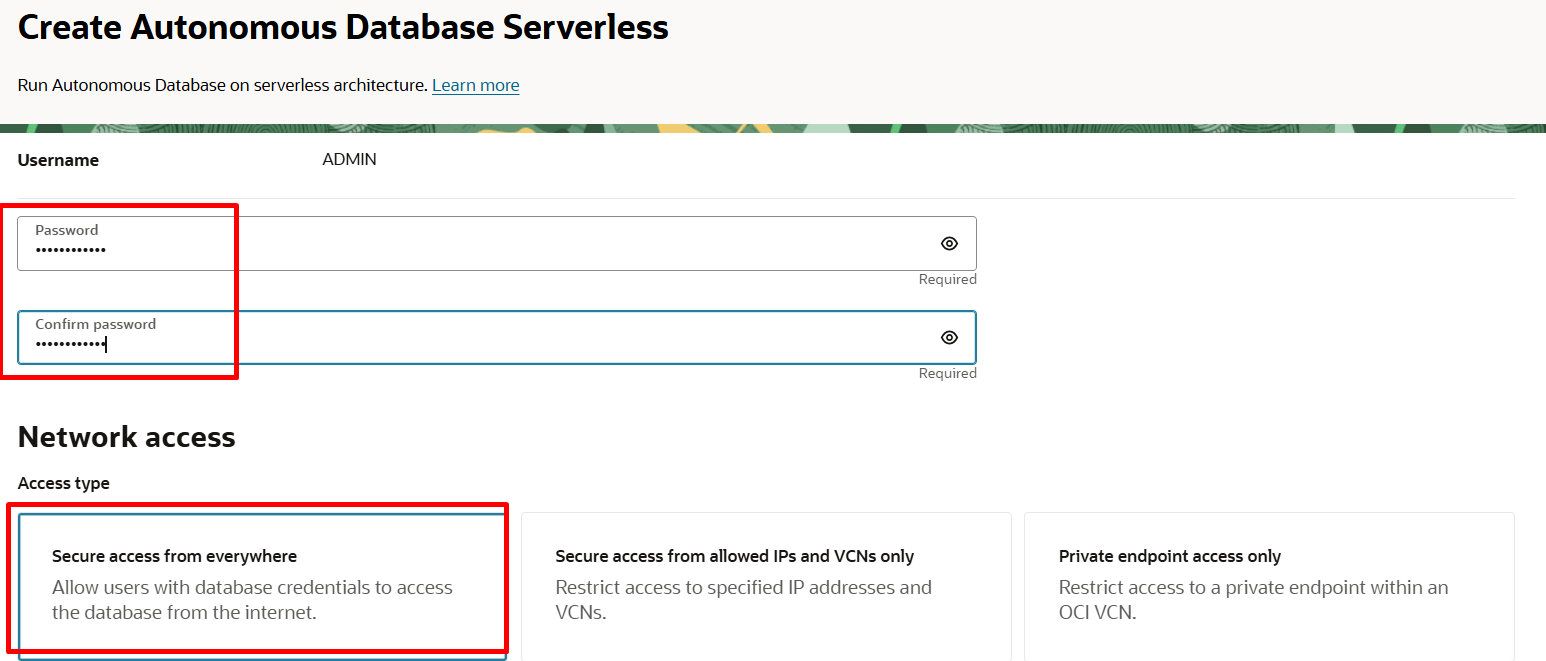 Create Autonomous Database Serverless
Run Autonomous Database on serverless architecture. Learn more
Username ADMIN
Password
••••••••••••
Required
Confirm password
••••••••••••
Required
Network access
Access type
Secure access from everywhere
Allow users with database credentials to access
the database from the internet.
Secure access from allowed IPs and VCNs only
Restrict access to specified IP addresses and
VCNs.
Private endpoint access only
Restrict access to a private endpoint within an
OCI VCN.